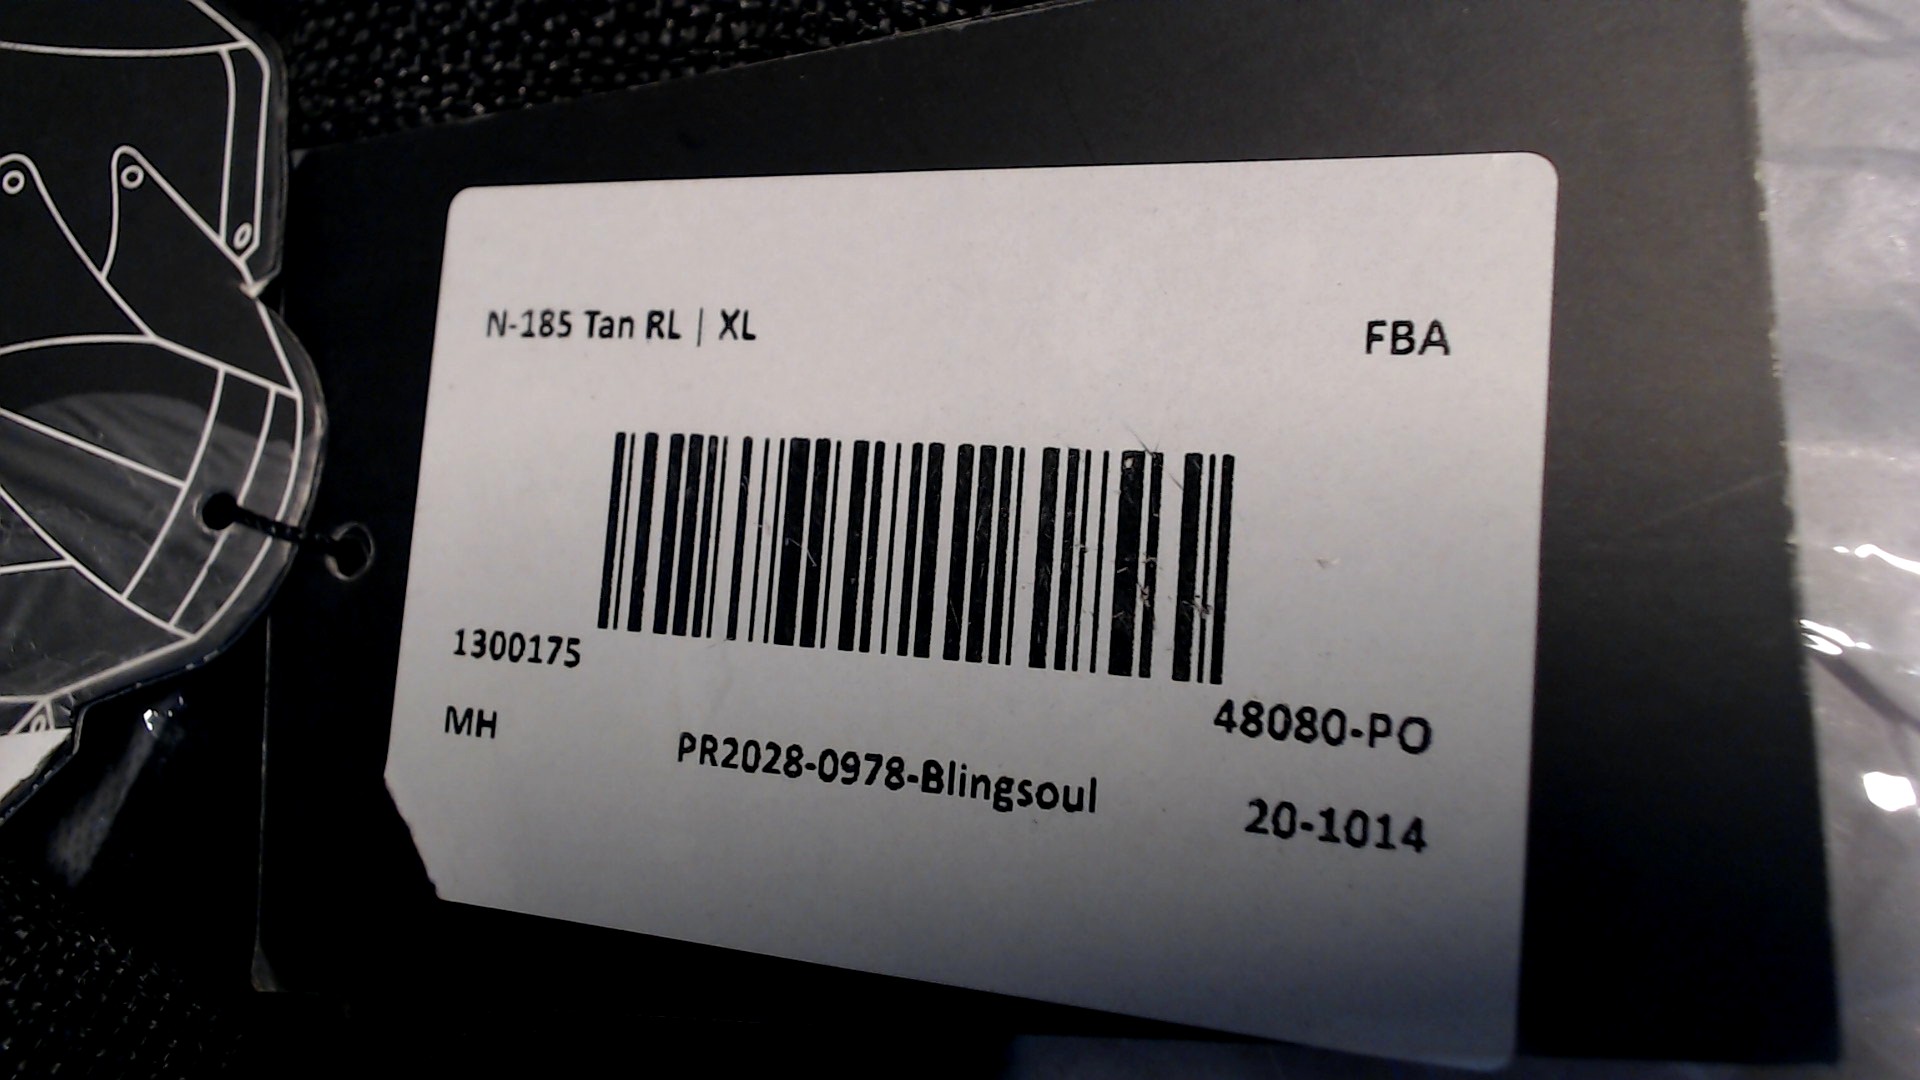 N-185 Tan RL | XL
FBA
1300175
48080-PO
MH
PR2028-0978-Blingsoul
20-1014